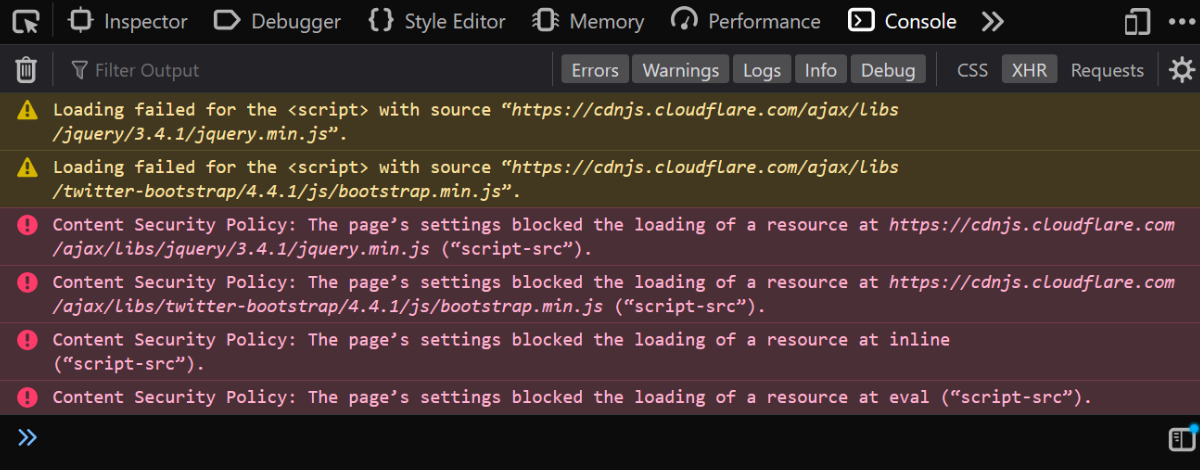 Inspector Debugger Style Editor Memory Performance Console
Filter Output Errors Warnings Logs Info Debug CSS XHR Requests
Loading failed for the <script> with source “https://cdnjs.cloudflare.com/ajax/libs
/jquery/3.4.1/jquery.min.js”.
Loading failed for the <script> with source “https://cdnjs.cloudflare.com/ajax/libs
/twitter-bootstrap/4.4.1/js/bootstrap.min.js”.
Content Security Policy: The page’s settings blocked the loading of a resource at https://cdnjs.cloudflare.com
/ajax/libs/jquery/3.4.1/jquery.min.js (“script-src”).
Content Security Policy: The page’s settings blocked the loading of a resource at https://cdnjs.cloudflare.com
/ajax/libs/twitter-bootstrap/4.4.1/js/bootstrap.min.js (“script-src”).
Content Security Policy: The page’s settings blocked the loading of a resource at inline
(“script-src”).
Content Security Policy: The page’s settings blocked the loading of a resource at eval (“script-src”).